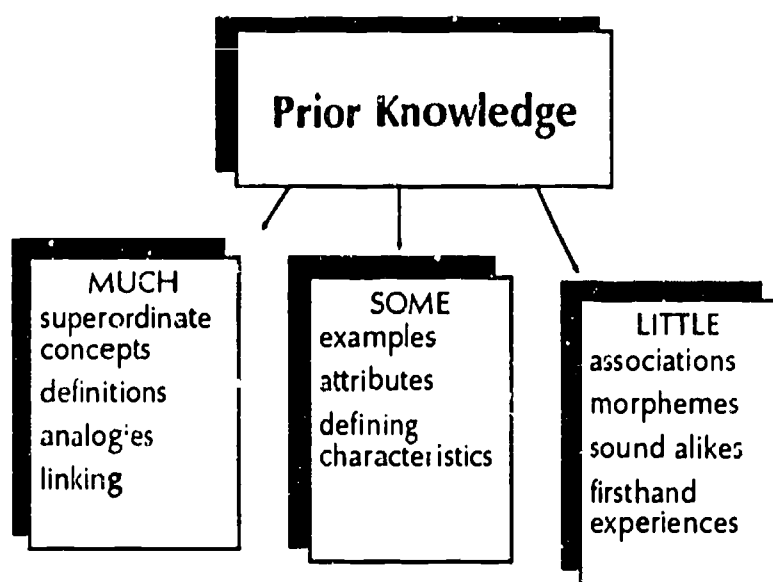 Prior Knowledge
MUCH
superordinate
concepts
definitions
analogies
linking
SOME
examples
attributes
defining
characteristics
LITTLE
associations
morphemes
sound alikes
firsthand
experiences